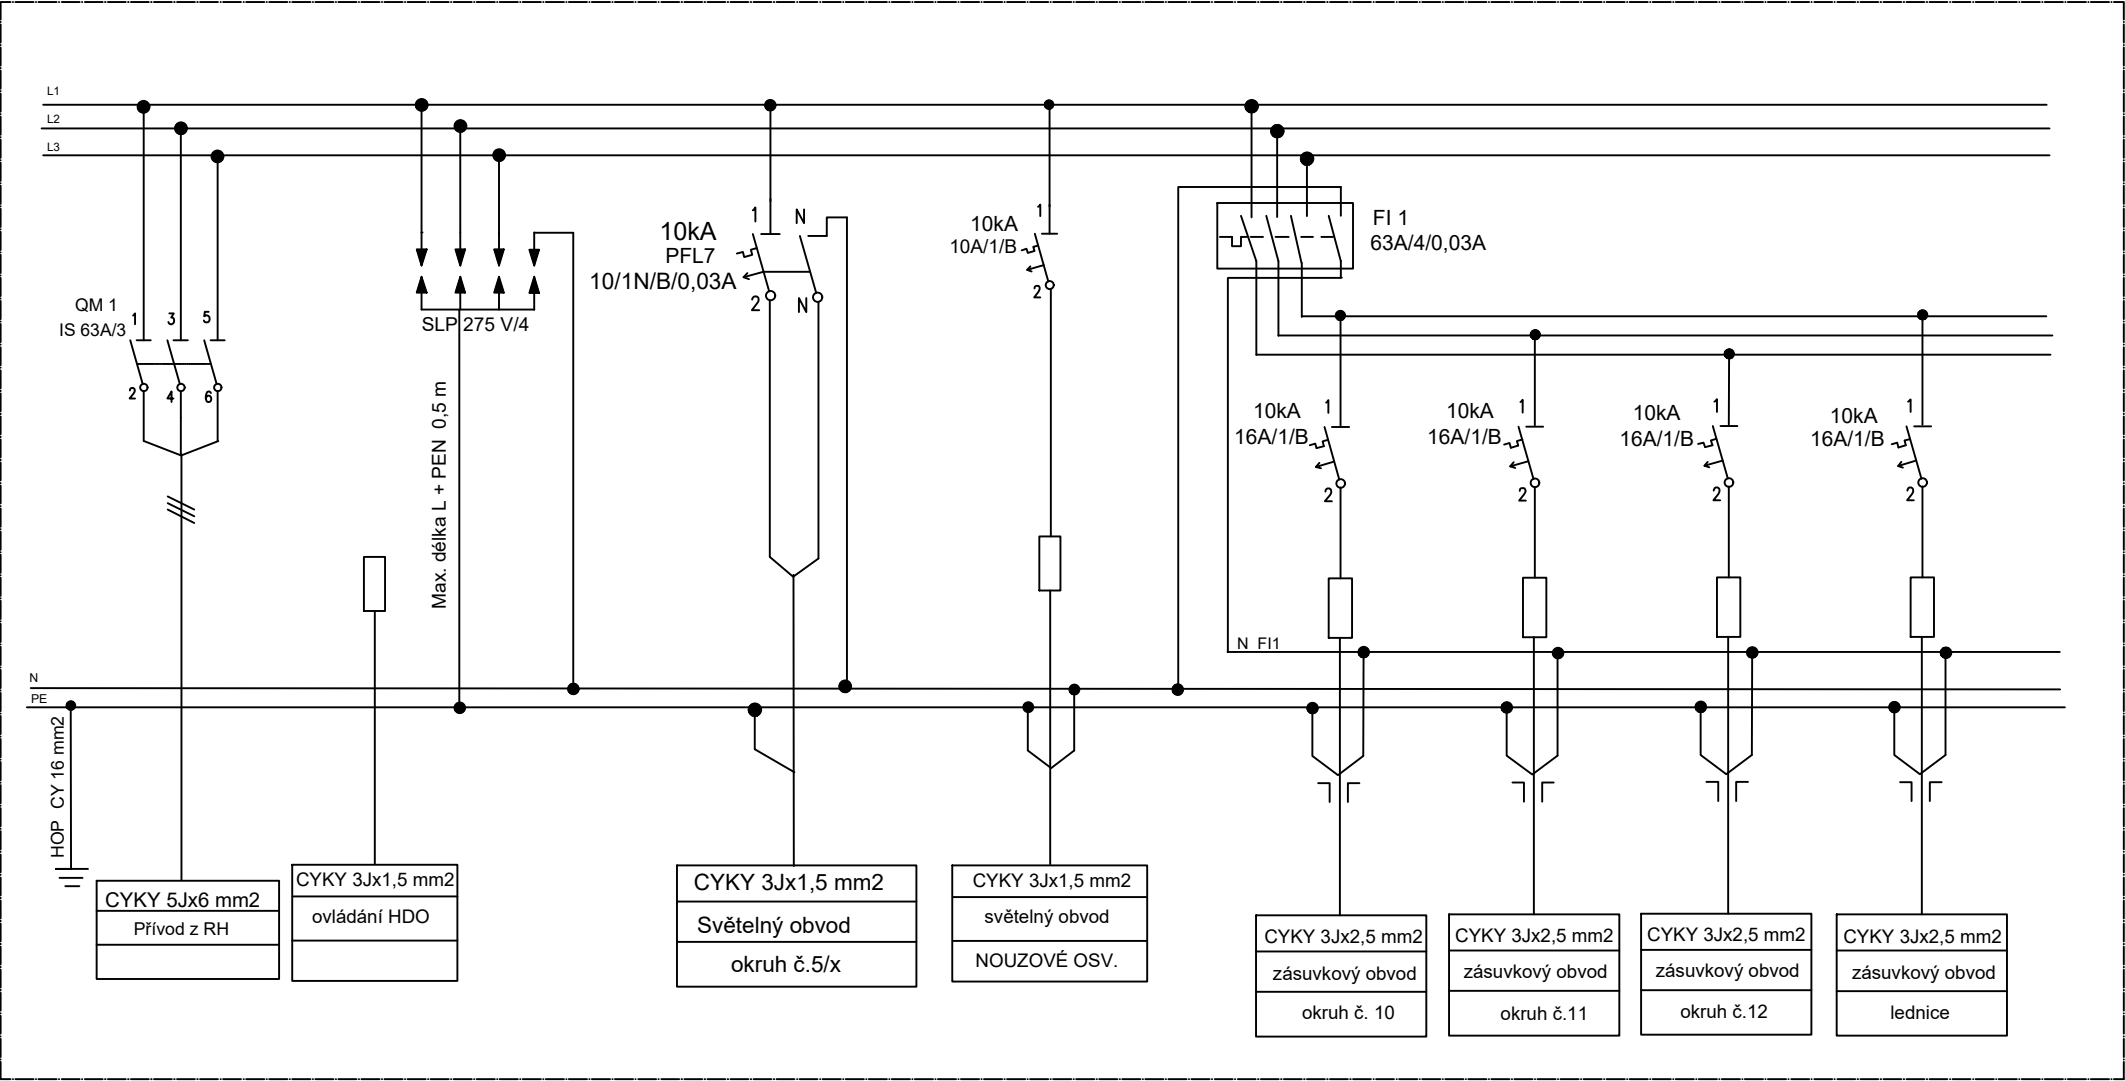 L1
L2
L3
QM 1
IS 63A/3
1
3
5
2
4
6
SLP 275 V/4
Max. délka L + PEN 0,5 m
10kA
PFL7
10/1N/B/0,03A
1
N
2
N
10kA
10A/1/B
1
2
FI 1
63A/4/0,03A
10kA
16A/1/B
1
2
10kA
16A/1/B
1
2
10kA
16A/1/B
1
2
10kA
16A/1/B
1
2
N FI1
N
PE
HOP CY 16 mm2
CYKY 5Jx6 mm2
Přívod z RH
CYKY 3Jx1,5 mm2
ovládání HDO
CYKY 3Jx1,5 mm2
Světelný obvod
okruh č.5/x
CYKY 3Jx1,5 mm2
světelný obvod
NOUZOVÉ OSV.
CYKY 3Jx2,5 mm2
zásuvkový obvod
okruh č. 10
CYKY 3Jx2,5 mm2
zásuvkový obvod
okruh č.11
CYKY 3Jx2,5 mm2
zásuvkový obvod
okruh č.12
CYKY 3Jx2,5 mm2
zásuvkový obvod
lednice